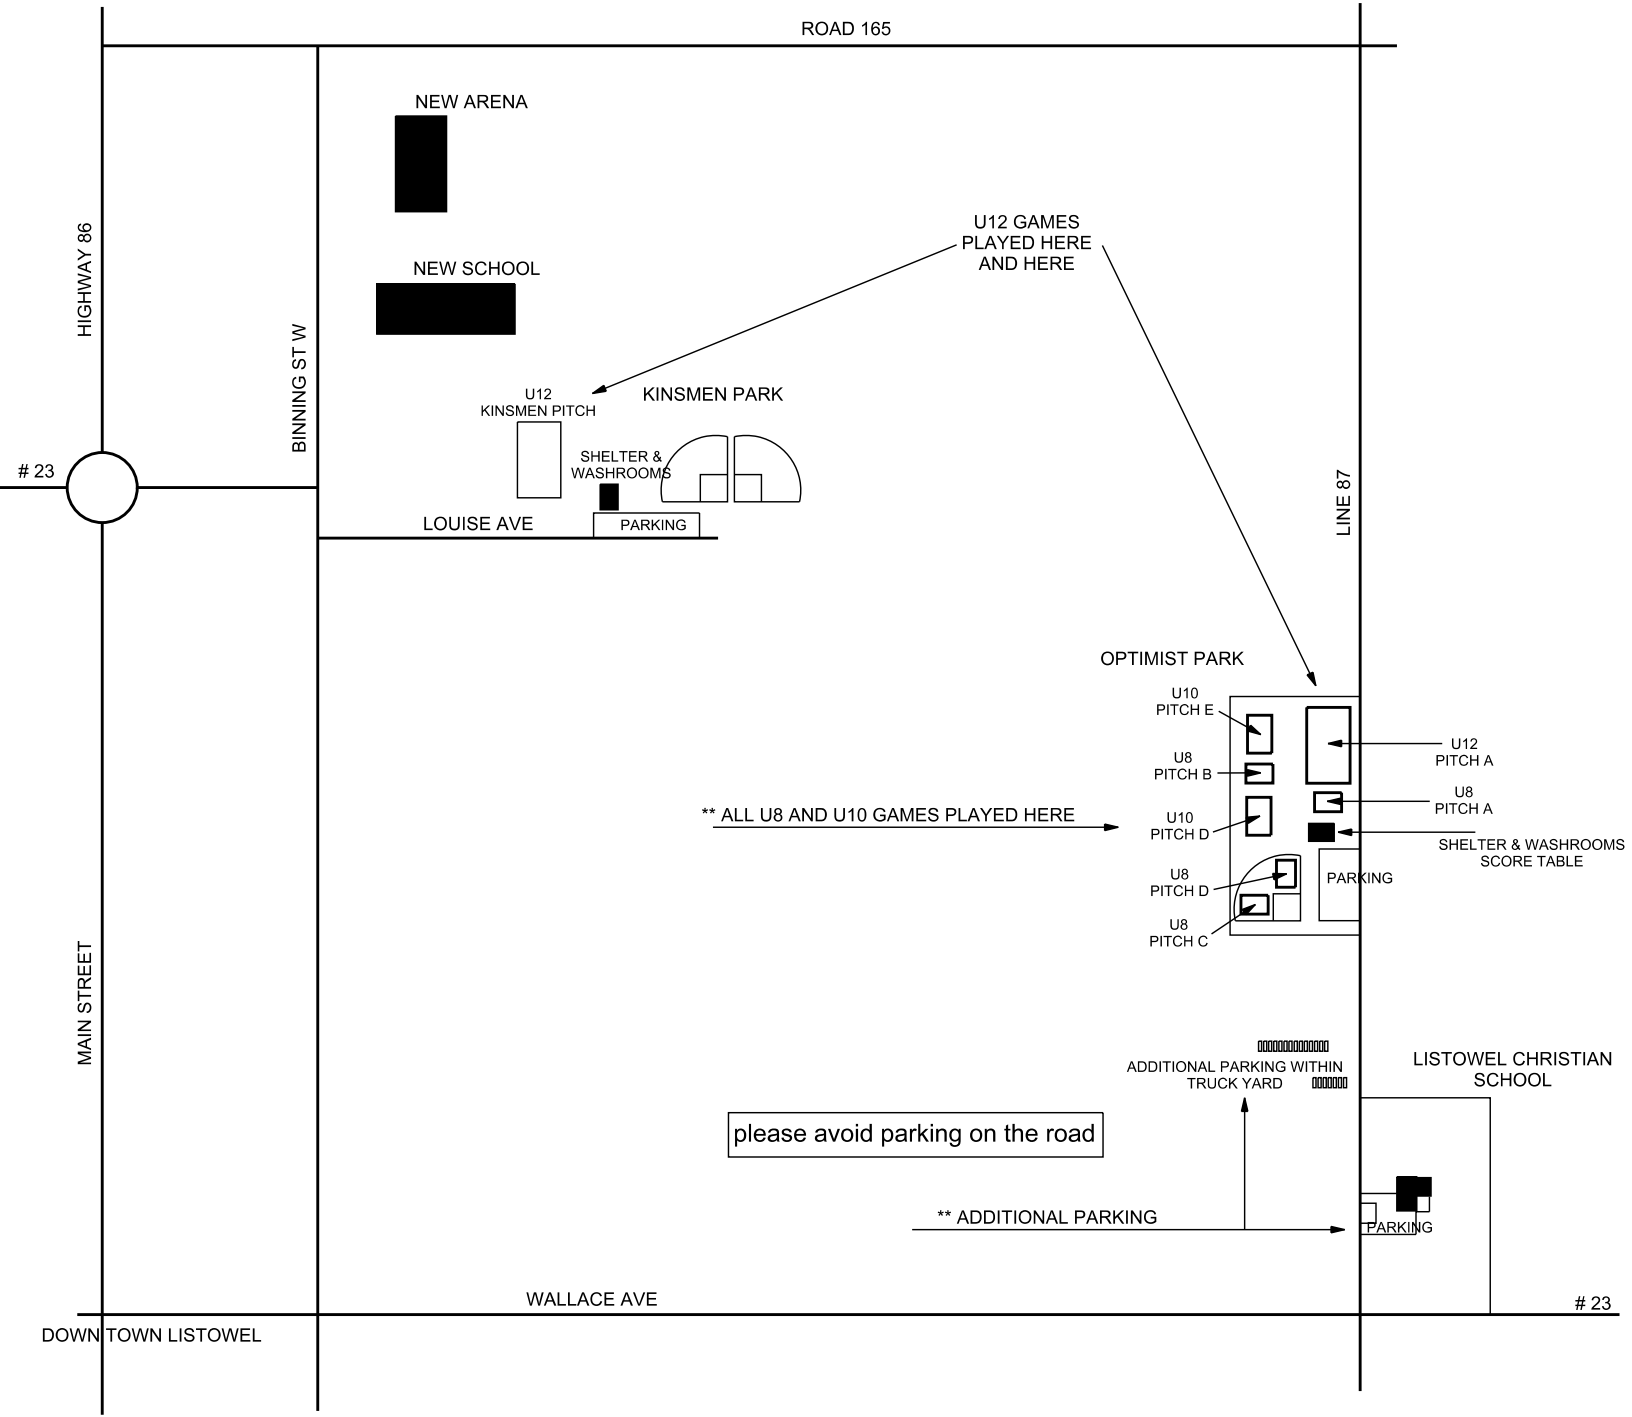 ROAD 165
NEW ARENA
HIGHWAY 86
U12 GAMES
PLAYED HERE
AND HERE
NEW SCHOOL
BINNING ST W
U12
KINSMEN PITCH
KINSMEN PARK
SHELTER &
WASHROOMS
# 23
LOUISE AVE
PARKING
LINE 87
OPTIMIST PARK
U10
PITCH E
U12
PITCH A
U8
PITCH B
U8
PITCH A
** ALL U8 AND U10 GAMES PLAYED HERE
U10
PITCH D
SHELTER & WASHROOMS
SCORE TABLE
U8
PITCH D
PARKING
U8
PITCH C
MAIN STREET
ADDITIONAL PARKING WITHIN
TRUCK YARD
LISTOWEL CHRISTIAN
SCHOOL
please avoid parking on the road
** ADDITIONAL PARKING
PARKING
WALLACE AVE
# 23
DOWN TOWN LISTOWEL